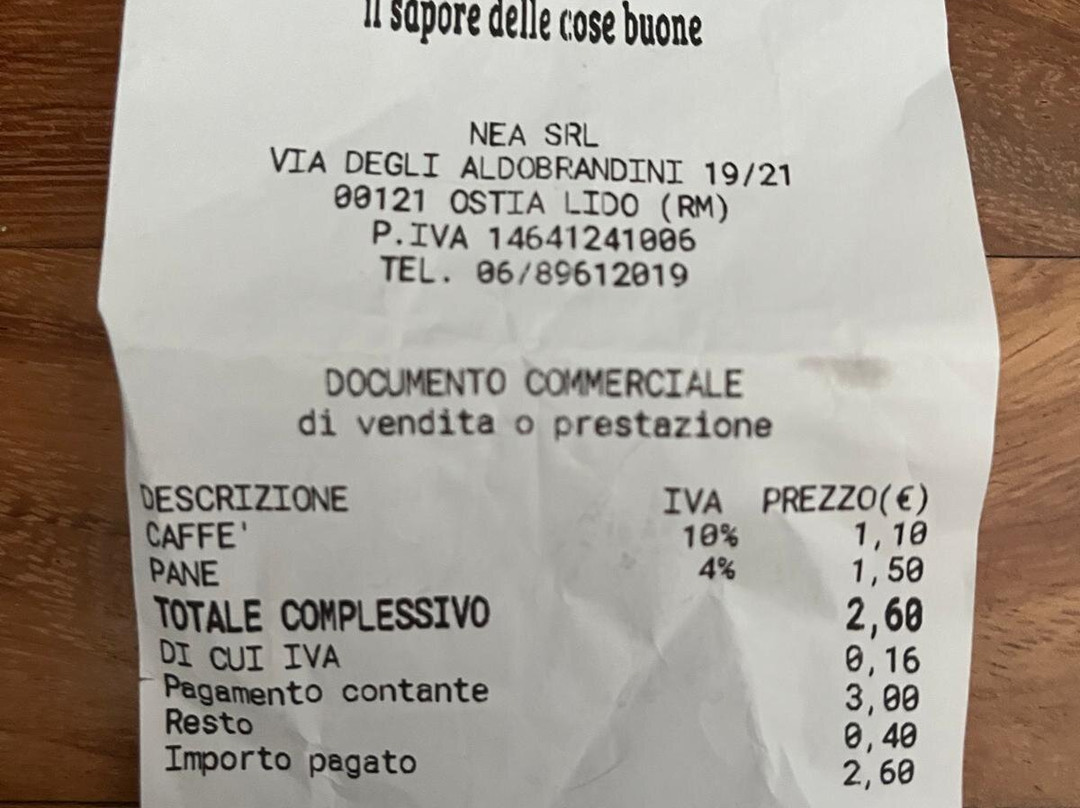 Il sapore delle cose buone
NEA SRL
VIA DEGLI ALDOBRANDINI 19/21
00121 OSTIA LIDO (RM)
P.IVA 14641241006
TEL. 06/89612019
DOCUMENTO COMMERCIALE
di vendita o prestazione
DESCRIZIONE IVA PREZZO(€)
CAFFE' 10% 1,10
PANE 4% 1,50
TOTALE COMPLESSIVO 2,60
DI CUI IVA 0,16
Pagamento contante 3,00
Resto 0,40
Importo pagato 2,60